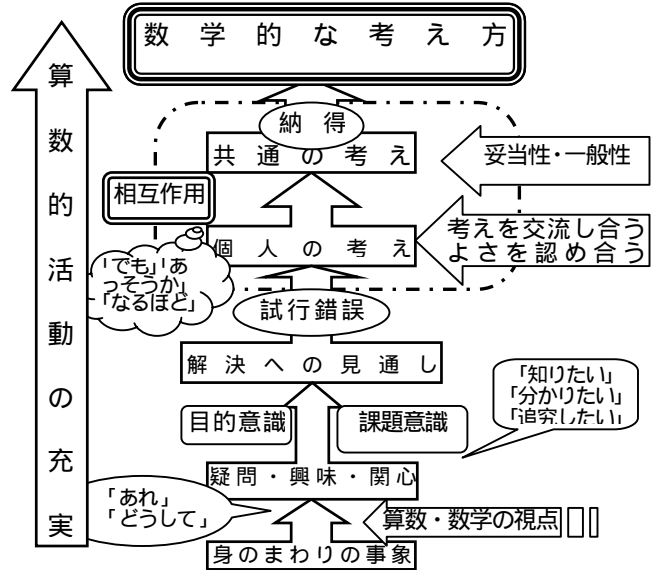 数学的な考え方
算数的活動の充実
納得
共通の考え
妥当性・一般性
相互作用
考えを交流し合う
よさを認め合う
個人の考え
「でも」「あ
っそうか」
「なるほど」
試行錯誤
解決への見通し
「知りたい」
「分かりたい」
「追究したい」
目的意識
課題意識
疑問・興味・関心
「あれ」
「どうして」
算数・数学の視点
身のまわりの事象